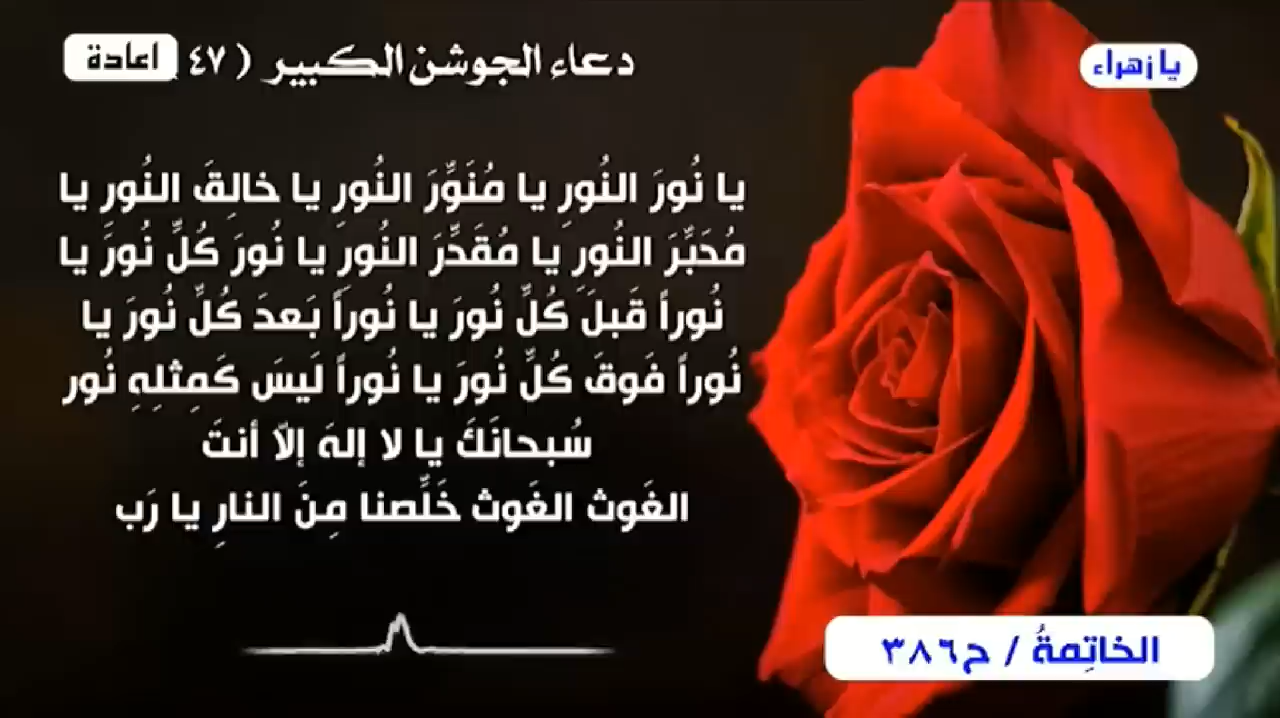 يا زهراء
دعاء الجوشن الكبير (٤٧
اعادة
يا نُورَ النُورِ يا مُنَوِّرَ النُورِ يا خالِقَ النُورِ يا
مُحَبِّرَ النُورِ يا مُقَدِّرَ النُورِ يا نُورَ كُلِّ نُورَ يا
نُوراً قَبلَ كُلِّ نُورَ يا نُوراً بَعدَ كُلِّ نُورَ يا
نُوراً فَوقَ كُلِّ نُورَ يا نُوراً لَيسَ كَمِثلِهِ نُور
سُبحانَكَ يا لا إلهَ إلاّ أنتَ
الغَوث الغَوث خَلِّصنا مِنَ النارِ يا رَب
الخاتِمةُ / ح٣٨٦